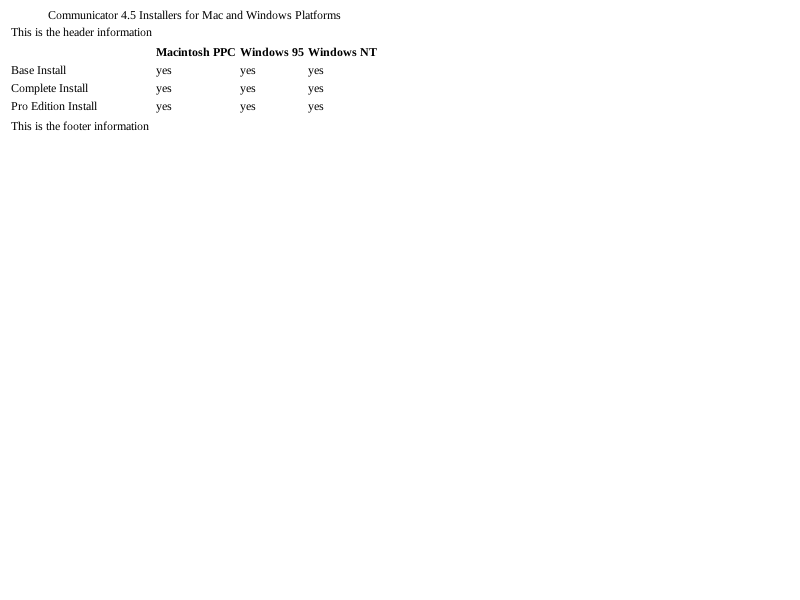 Communicator 4.5 Installers for Mac and Windows Platforms
This is the header information
Macintosh PPC Windows 95 Windows NT
Base Install yes yes yes
Complete Install yes yes yes
Pro Edition Install yes yes yes
This is the footer information